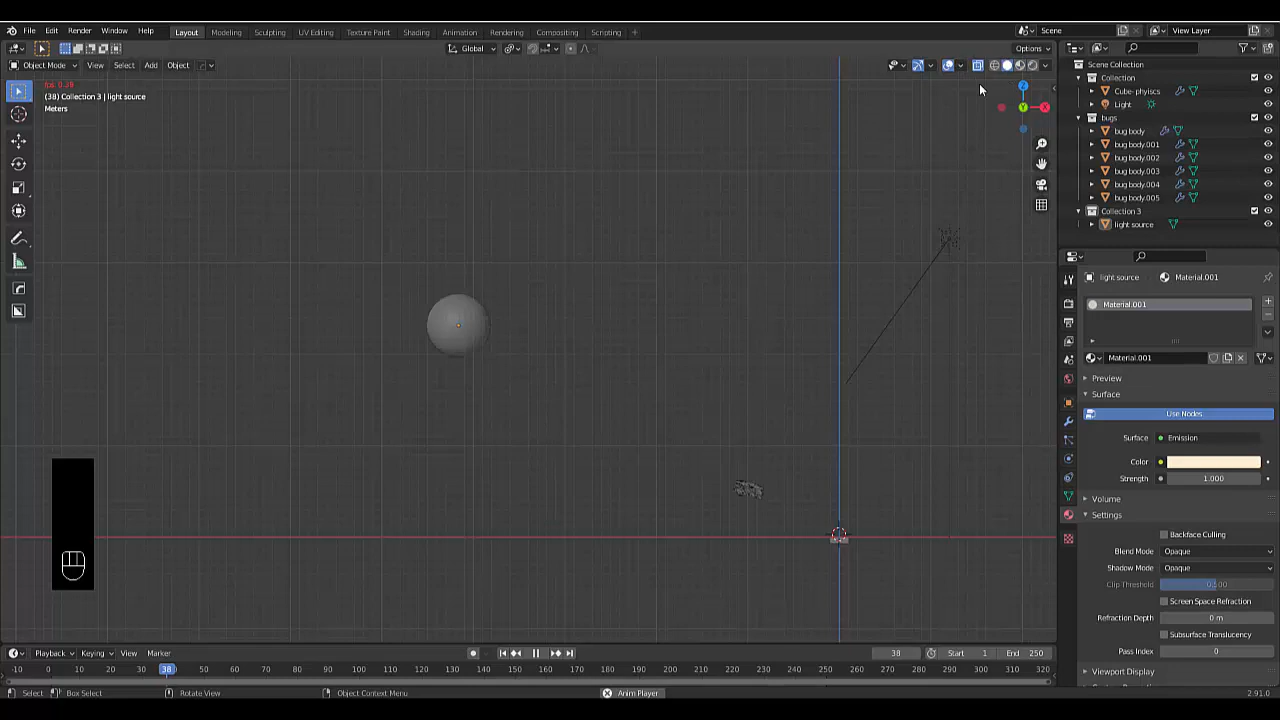 File Edit Render Window Help Layout Modeling Sculpting UV Editing Texture Paint Shading Animation Rendering Compositing Scripting + Scene View Layer
Global Options
Object Mode View Select Add Object
fps: 0.38
(38) Collection 3 | light source
Meters
Z
Y
X
Scene Collection
Collection
Cube- phyiscs
Light
bugs
bug body
bug body.001
bug body.002
bug body.003
bug body.004
bug body.005
Collection 3
light source
light source Material.001
Material.001
Material.001
Preview
Surface
Use Nodes
Surface Emission
Color
Strength 1.000
Volume
Settings
Backface Culling
Blend Mode Opaque
Shadow Mode Opaque
Clip Threshold 0.500
Screen Space Refraction
Refraction Depth 0 m
Subsurface Translucency
Pass Index 0
Viewport Display
Playback Keying View Marker 38 Start 1 End 250
-10 0 10 20 30 38 50 60 70 80 90 100 110 120 130 140 150 160 170 180 190 200 210 220 230 240 250 260 270 280 290 300 310 320
Select Box Select Rotate View Object Context Menu Anim Player 2.91.0